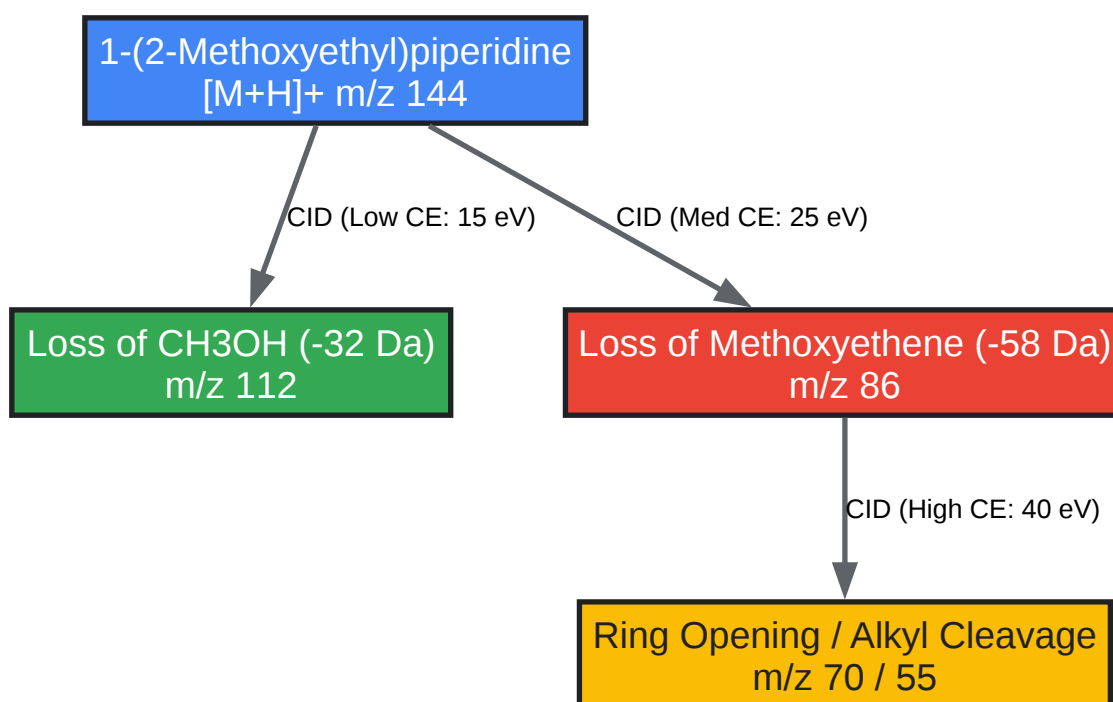 1-(2-Methoxyethyl)piperidine
[M+H]+ m/z 144
CID (Low CE: 15 eV)
CID (Med CE: 25 eV)
Loss of CH3OH (-32 Da)
m/z 112
Loss of Methoxyethene (-58 Da)
m/z 86
CID (High CE: 40 eV)
Ring Opening / Alkyl Cleavage
m/z 70 / 55